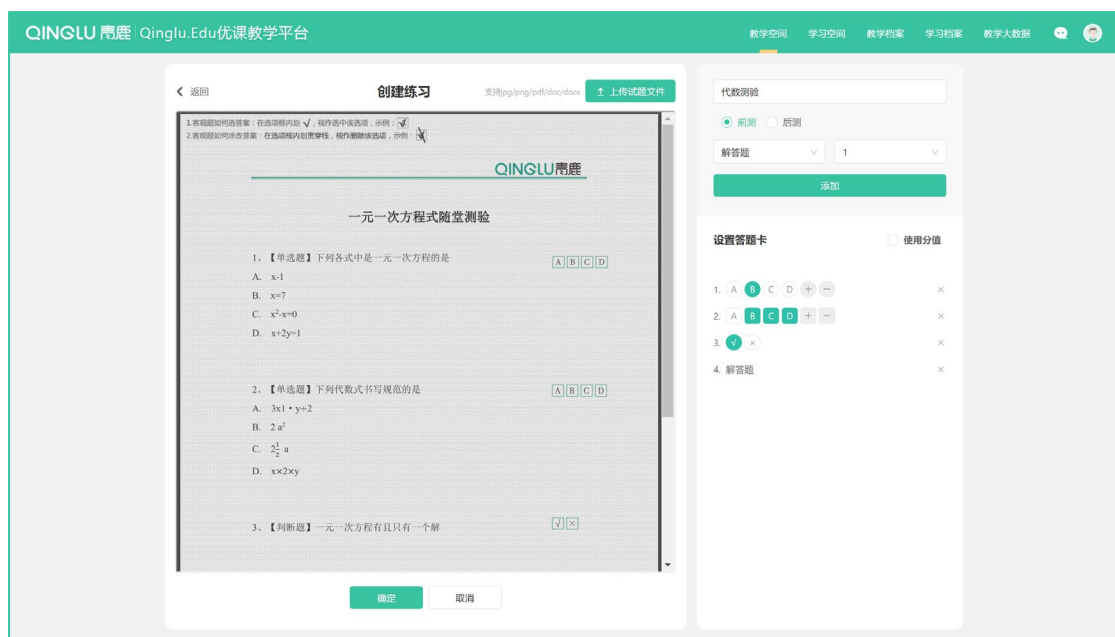 QINGLU 青鹿 Qinglu.Edu优课教学平台
教学空间 学习空间 教学档案 学习档案 教学大数据
返回 创建练习 支持jpg/png/pdf/doc/docx 上传试题文件
1.客观题如何选答案：在选项框内划 √，视作选中该选项，示例：
2.客观题如何涂改答案：在选项框内划贯穿线，视作删除该选项，示例：
QINGLU青鹿
一元一次方程式随堂测验
1、【单选题】下列各式中是一元一次方程的是 A B C D
A. x-1
B. x=7
C. x²-x=0
D. x+2y=1
2、【单选题】下列代数式书写规范的是 A B C D
A. 3x1·y÷2
B. 2 a²
C. 2½ a
D. x×2×y
3、【判断题】一元一次方程有且只有一个解 √ ×
确定 取消
代数测验
前测 后测
解答题 1
添加
设置答题卡 使用分值
1. A B C D + − ×
2. A B C D + − ×
3. √ × ×
4. 解答题 ×